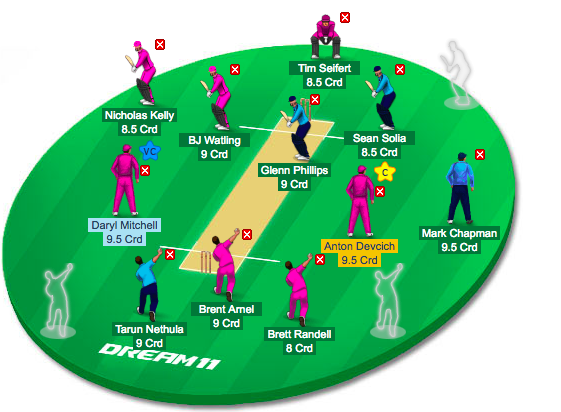 Tim Seifert
8.5 Crd
Nicholas Kelly
8.5 Crd
BJ Watling
9 Crd
Sean Solia
8.5 Crd
Glenn Phillips
9 Crd
VC
C
Daryl Mitchell
9.5 Crd
Anton Devcich
9.5 Crd
Mark Chapman
9.5 Crd
Tarun Nethula
9 Crd
Brent Arnel
9 Crd
Brett Randell
8 Crd
DREAM11